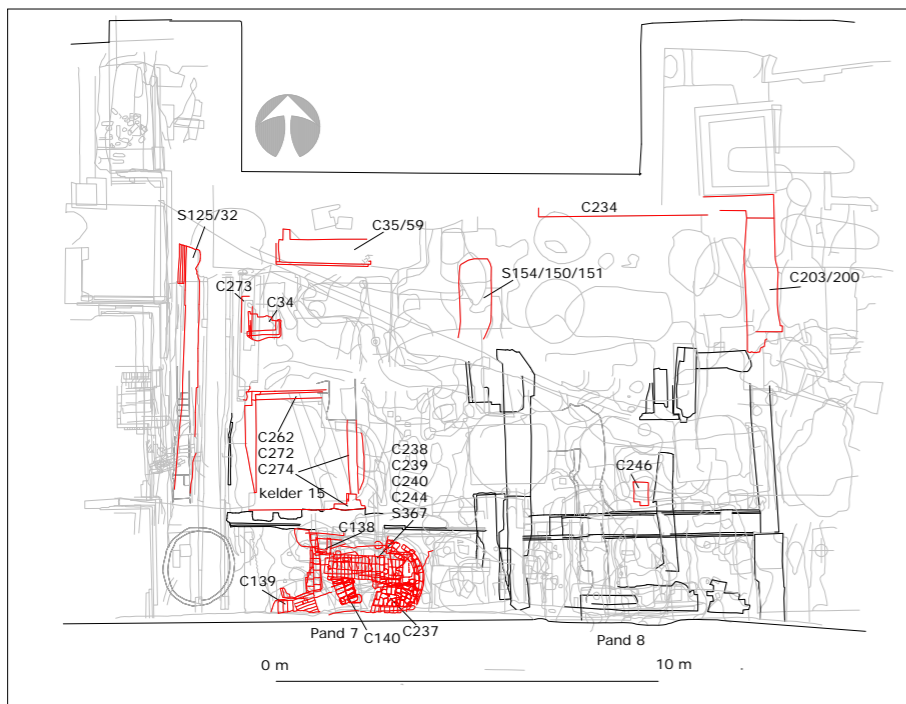 S125/32
C35/59
C234
S154/150/151
C203/200
C273
C34
C262
C272
C274
kelder 15
C238
C239
C240
C244
S367
C246
C138
C139
Pand 7
C140
C237
Pand 8
0 m
10 m